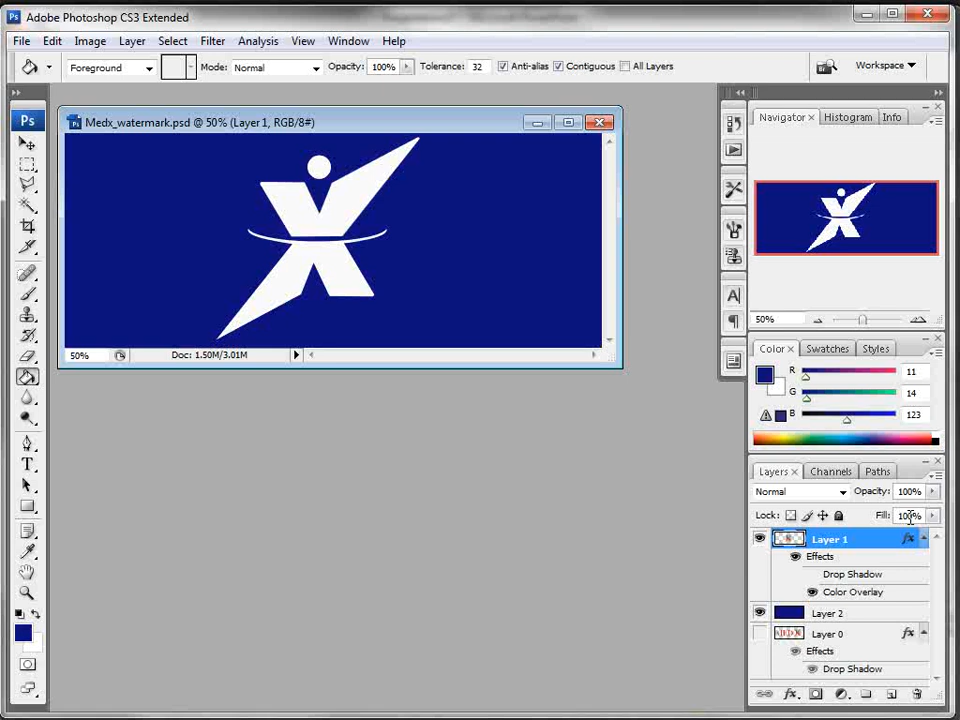 Adobe Photoshop CS3 Extended
File Edit Image Layer Select Filter Analysis View Window Help
Foreground Mode: Normal Opacity: 100% Tolerance: 32 Anti-alias Contiguous All Layers Workspace
Ps
Medx_watermark.psd @ 50% (Layer 1, RGB/8#)
50% Doc: 1.50M/3.01M
Navigator Histogram Info
50%
Color Swatches Styles
R 11
G 14
B 123
Layers Channels Paths
Normal Opacity: 100%
Lock: Fill: 100%
Layer 1 fx
Effects
Drop Shadow
Color Overlay
Layer 2
Layer 0 fx
Effects
Drop Shadow